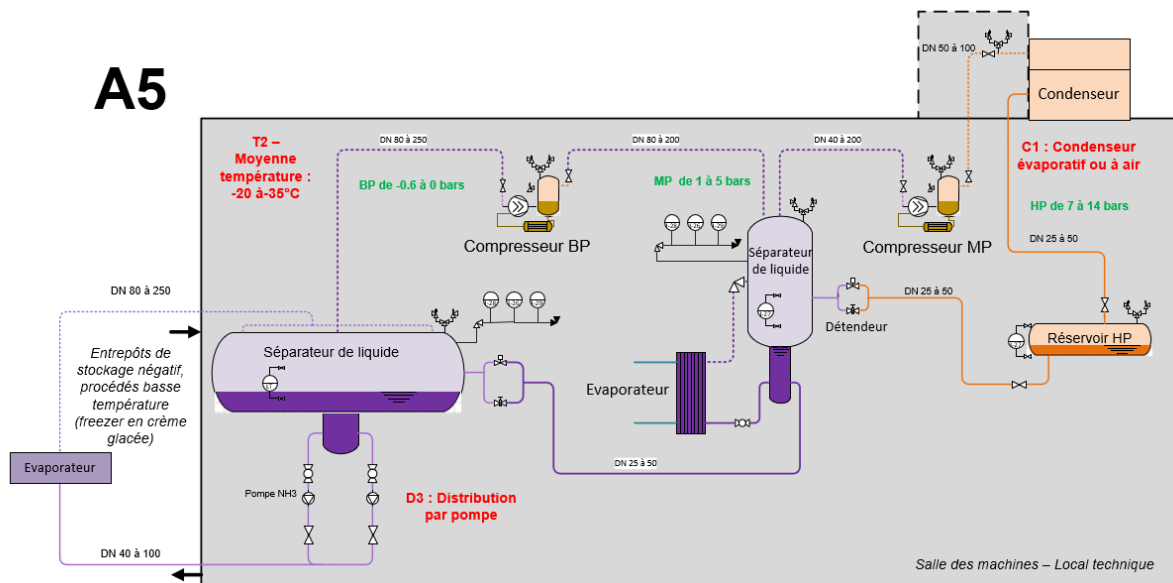 A5
DN 50 à 100
Condenseur
T2 –
Moyenne
température :
-20 à-35°C
DN 80 à 250
DN 80 à 200
DN 40 à 200
C1 : Condenseur
évaporatif ou à air
BP de -0.6 à 0 bars
MP de 1 à 5 bars
HP de 7 à 14 bars
Compresseur BP
Compresseur MP
DN 25 à 50
Séparateur
de liquide
DN 80 à 250
DN 25 à 50
Détendeur
Entrepôts de
stockage négatif,
procédés basse
température
(freezer en crème
glacée)
Séparateur de liquide
Réservoir HP
Evaporateur
Evaporateur
DN 25 à 50
Pompe NH3
D3 : Distribution
par pompe
DN 40 à 100
Salle des machines – Local technique